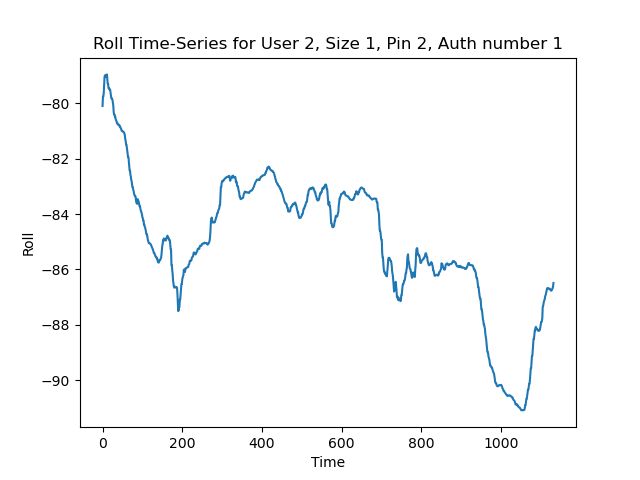 Roll Time-Series for User 2, Size 1, Pin 2, Auth number 1
−80
−82
−84
−86
−88
−90
Roll
0 200 400 600 800 1000
Time